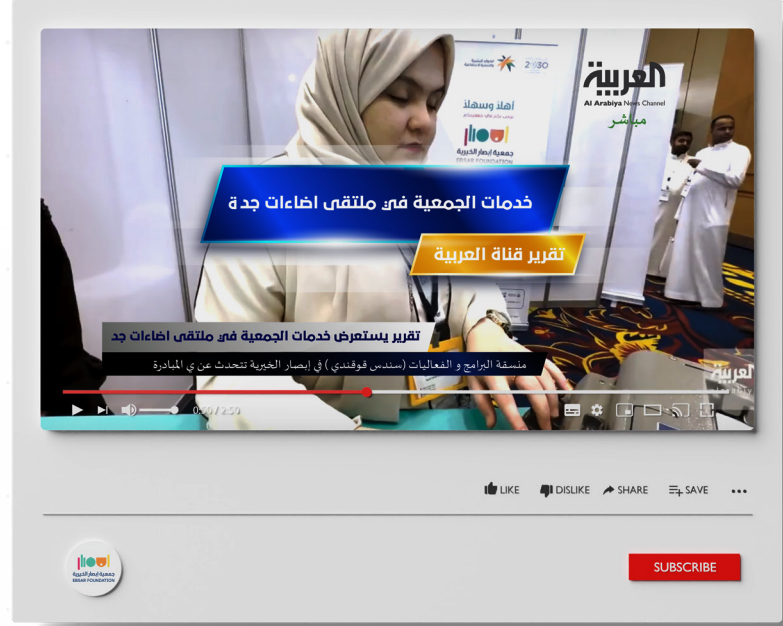 2030
أهلاً وسهلاً
جمعية إبصار الخيرية
EBSAR FOUNDATION
العربية
Al Arabiya News Channel
مباشر
خدمات الجمعية في ملتقى اضاءات جدة
تقرير قناة العربية
تقرير يستعرض خدمات الجمعية في ملتقى اضاءات جد
منسقة البرامج و الفعاليات (سندس قوقندي ) في إبصار الخيرية تتحدث عن ي المبادرة
العربية
0:50 / 2:50
LIKE
DISLIKE
SHARE
SAVE
جمعية إبصار الخيرية
EBSAR FOUNDATION
SUBSCRIBE